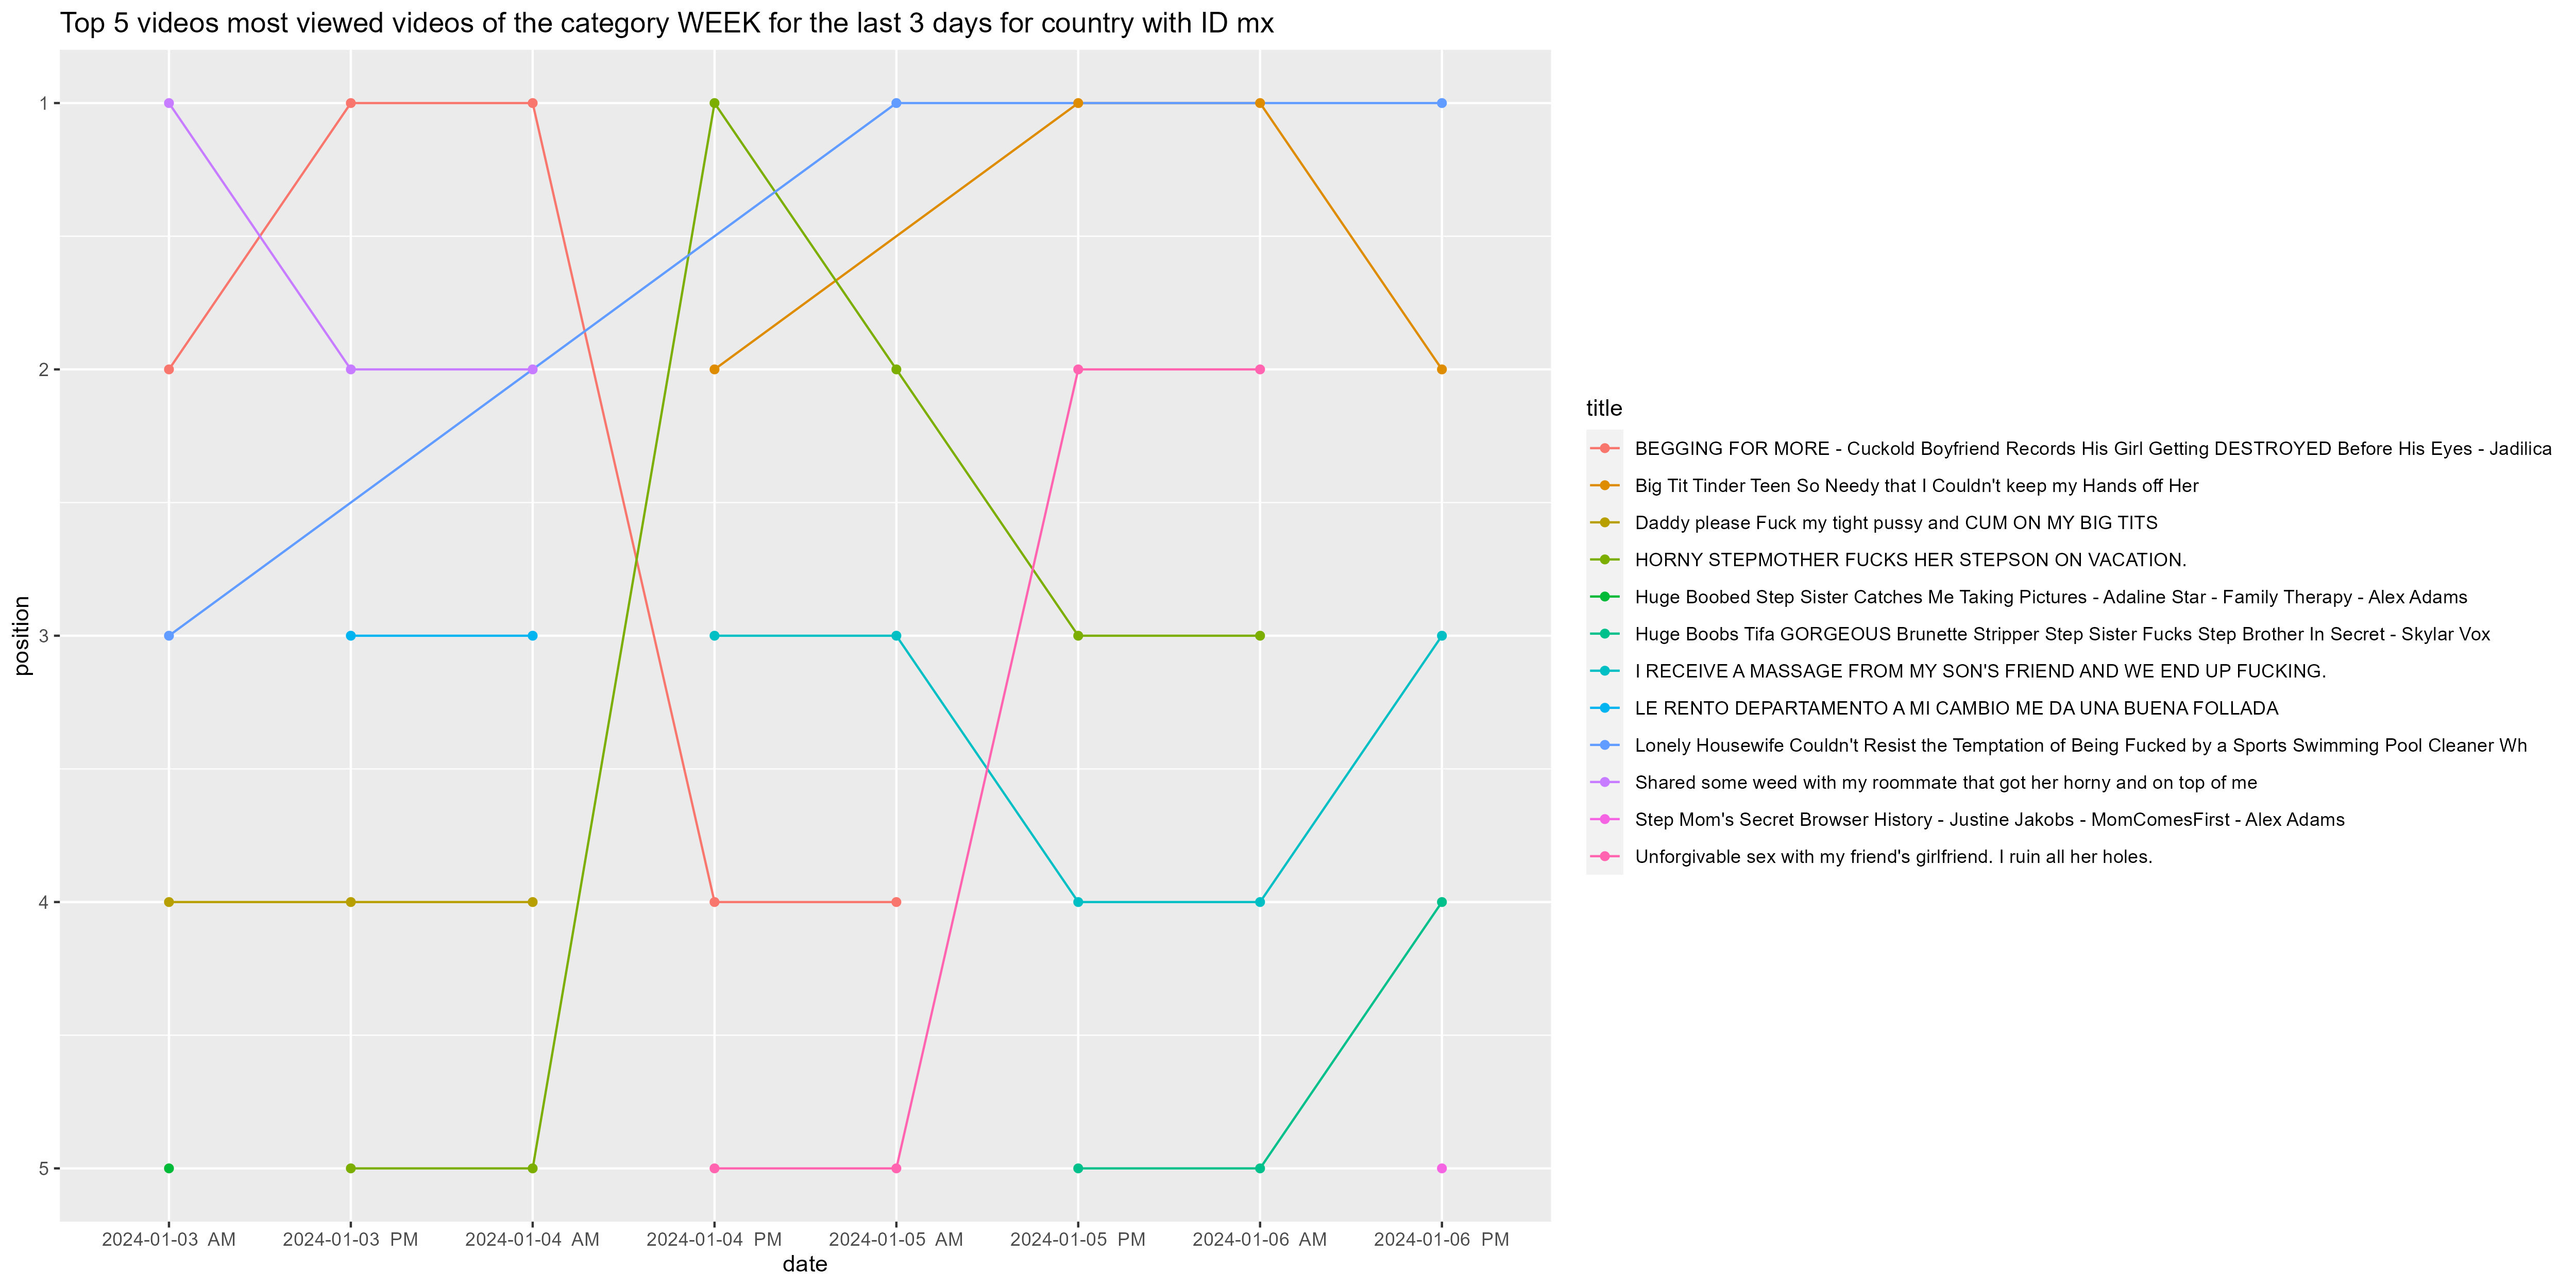 Top 5 videos most viewed videos of the category WEEK for the last 3 days for country with ID mx
position
1
2
3
4
5
2024-01-03 AM
2024-01-03 PM
2024-01-04 AM
2024-01-04 PM
2024-01-05 AM
2024-01-05 PM
2024-01-06 AM
2024-01-06 PM
date
title
BEGGING FOR MORE - Cuckold Boyfriend Records His Girl Getting DESTROYED Before His Eyes - Jadilica
Big Tit Tinder Teen So Needy that I Couldn't keep my Hands off Her
Daddy please Fuck my tight pussy and CUM ON MY BIG TITS
HORNY STEPMOTHER FUCKS HER STEPSON ON VACATION.
Huge Boobed Step Sister Catches Me Taking Pictures - Adaline Star - Family Therapy - Alex Adams
Huge Boobs Tifa GORGEOUS Brunette Stripper Step Sister Fucks Step Brother In Secret - Skylar Vox
I RECEIVE A MASSAGE FROM MY SON'S FRIEND AND WE END UP FUCKING.
LE RENTO DEPARTAMENTO A MI CAMBIO ME DA UNA BUENA FOLLADA
Lonely Housewife Couldn't Resist the Temptation of Being Fucked by a Sports Swimming Pool Cleaner Wh
Shared some weed with my roommate that got her horny and on top of me
Step Mom's Secret Browser History - Justine Jakobs - MomComesFirst - Alex Adams
Unforgivable sex with my friend's girlfriend. I ruin all her holes.